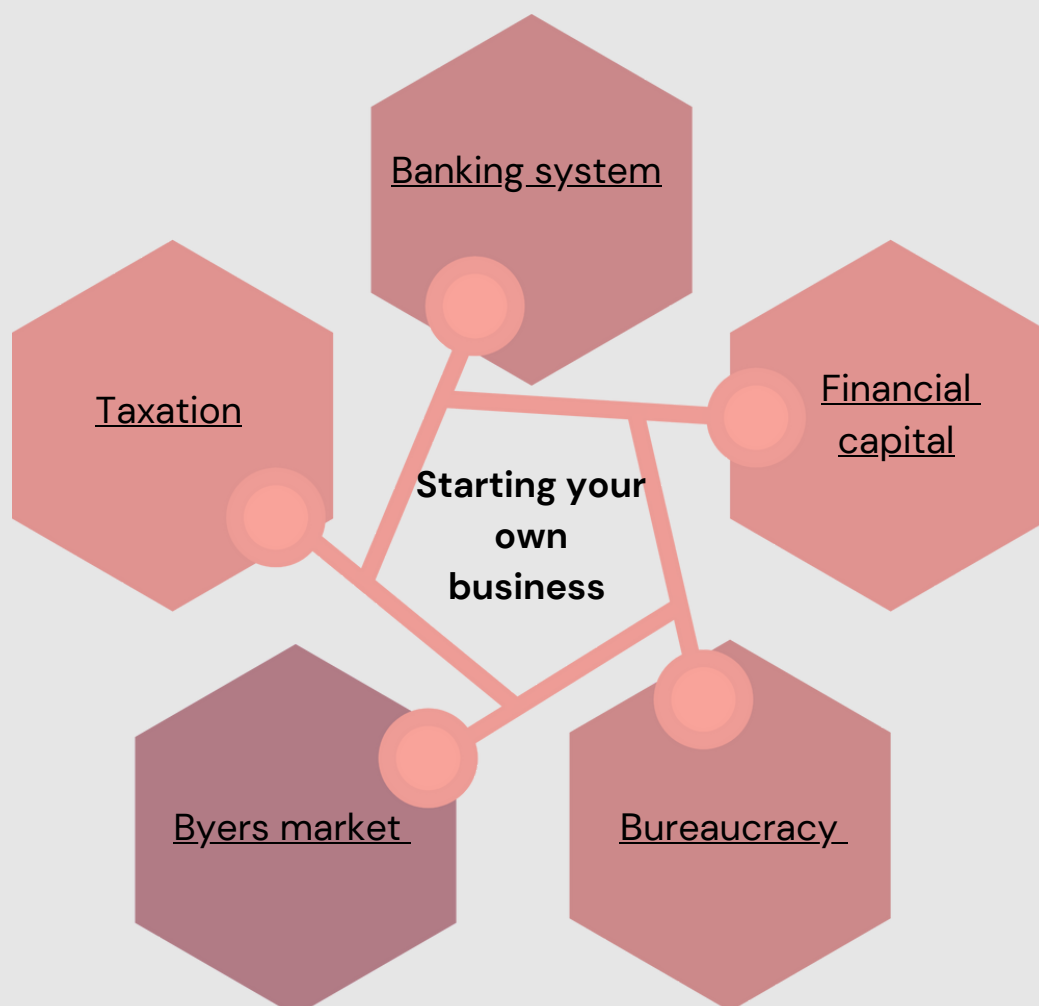 Banking system
Financial
capital
Taxation
Starting your
own
business
Byers market
Bureaucracy